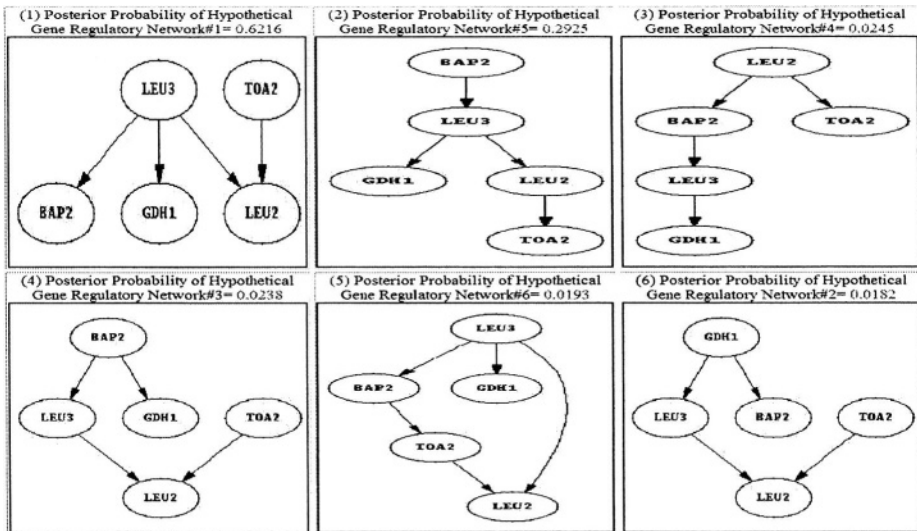 (1) Posterior Probability of Hypothetical
Gene Regulatory Network#1= 0.6216
LEU3
TOA2
BAP2
GDH1
LEU2
(2) Posterior Probability of Hypothetical
Gene Regulatory Network#5= 0.2925
BAP2
LEU3
GDH1
LEU2
TOA2
(3) Posterior Probability of Hypothetical
Gene Regulatory Network#4= 0.0245
LEU2
BAP2
TOA2
LEU3
GDH1
(4) Posterior Probability of Hypothetical
Gene Regulatory Network#3= 0.0238
BAP2
LEU3
GDH1
TOA2
LEU2
(5) Posterior Probability of Hypothetical
Gene Regulatory Network#6= 0.0193
LEU3
BAP2
GDH1
TOA2
LEU2
(6) Posterior Probability of Hypothetical
Gene Regulatory Network#2= 0.0182
GDH1
LEU3
BAP2
TOA2
LEU2